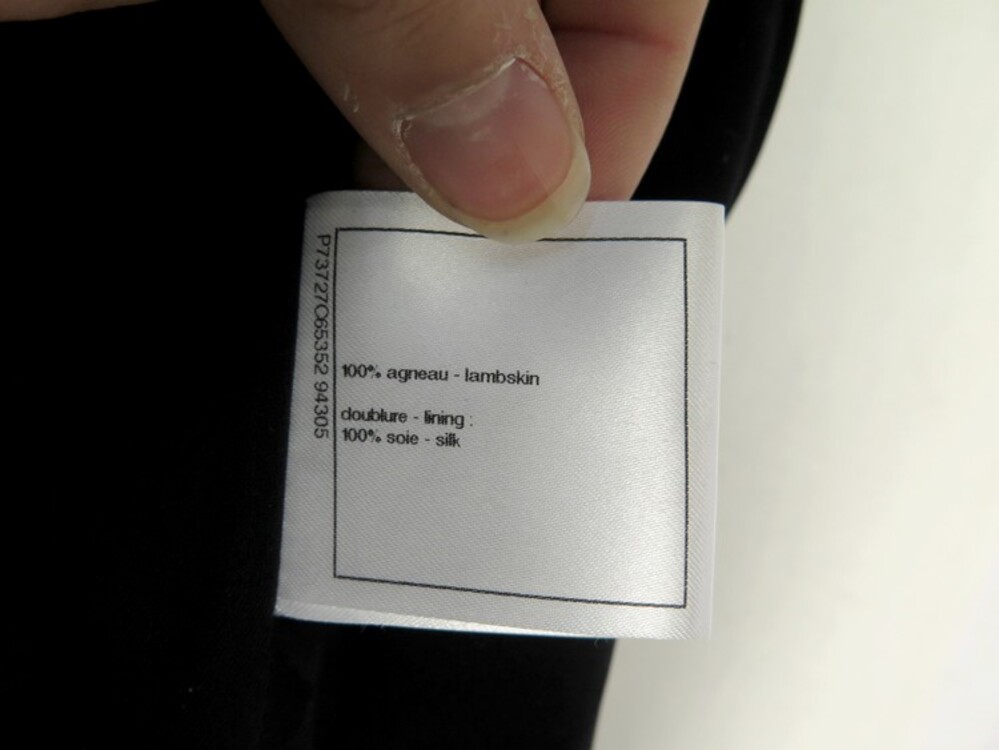 P73727C65352 94305
100% agneau - lambskin
doublure - lining :
100% soie - silk